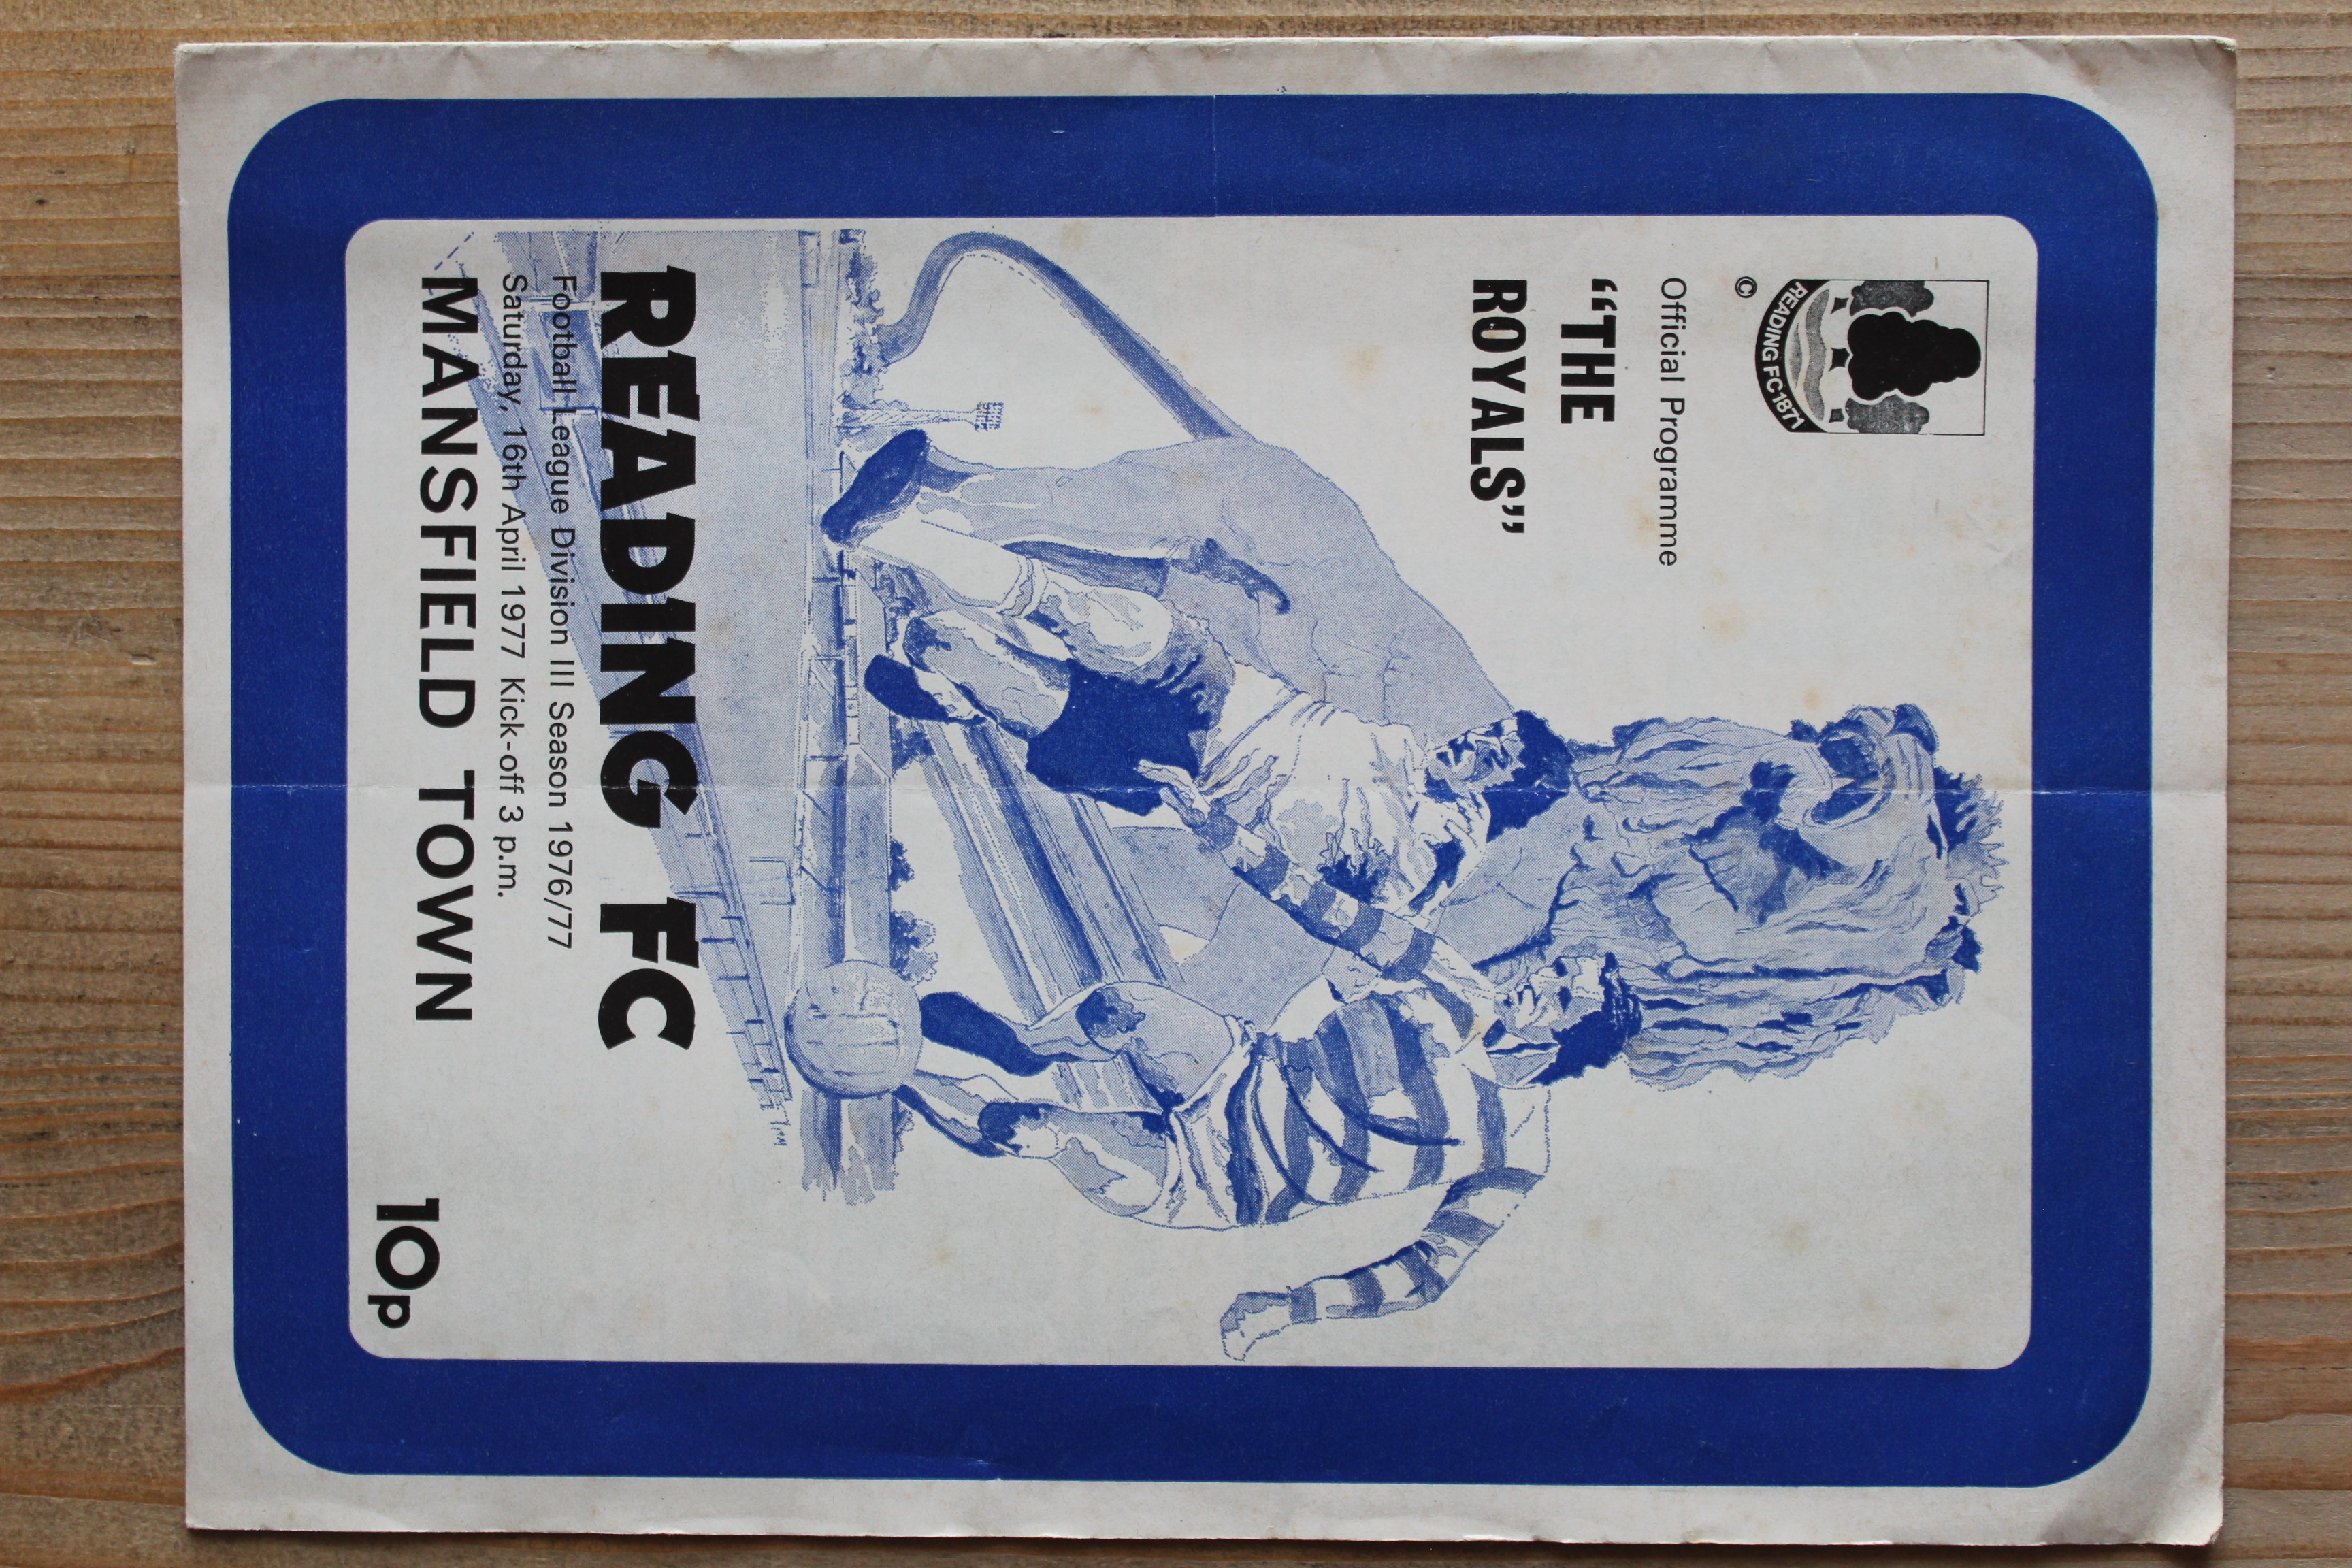 READING FC·1871
©
Official Programme
“THE
ROYALS”
READING FC
Football League Division III Season 1976/77
Saturday, 16th April 1977 Kick-off 3 p.m.
MANSFIELD TOWN
10p